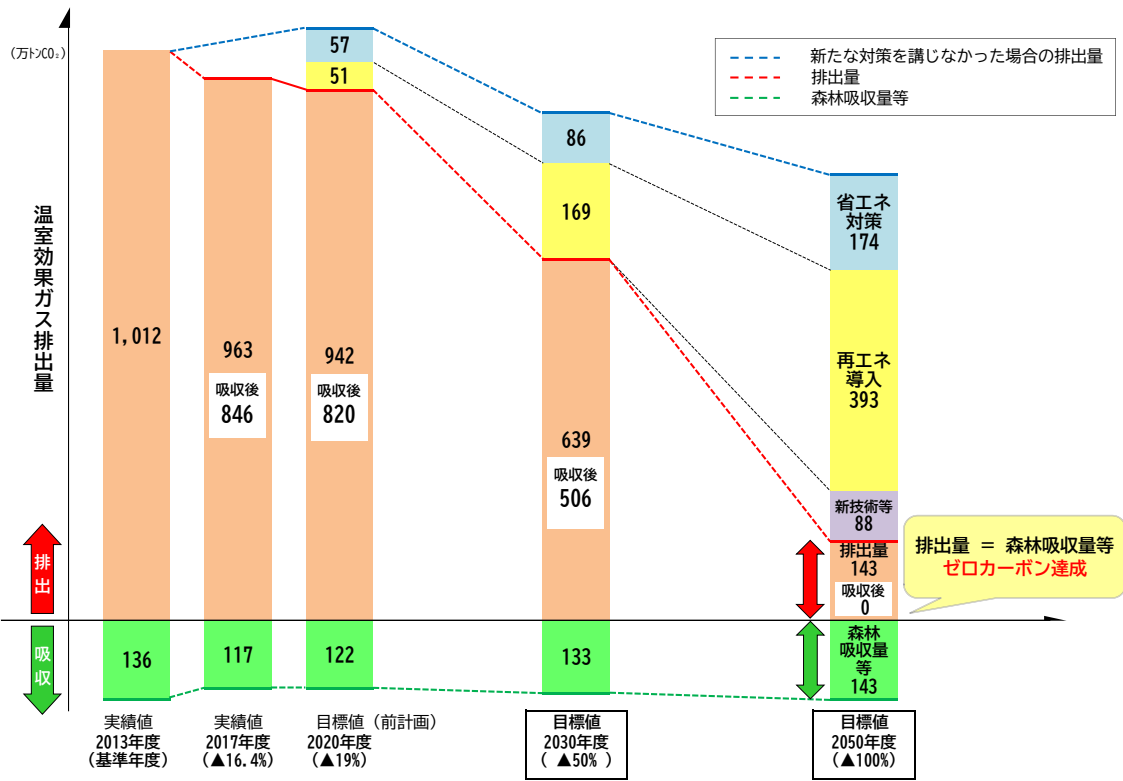 (万トンCO₂)
温室効果ガス排出量
排出
吸収
新たな対策を講じなかった場合の排出量
排出量
森林吸収量等
1,012
136
実績値
2013年度
(基準年度)
963
吸収後
846
117
実績値
2017年度
(▲16.4%)
57
51
942
吸収後
820
122
目標値（前計画）
2020年度
(▲19%)
86
169
639
吸収後
506
133
目標値
2030年度
( ▲50% )
省エネ
対策
174
再エネ
導入
393
新技術等
88
排出量
143
吸収後
0
森林
吸収量
等
143
目標値
2050年度
(▲100%)
排出量 ＝ 森林吸収量等
ゼロカーボン達成